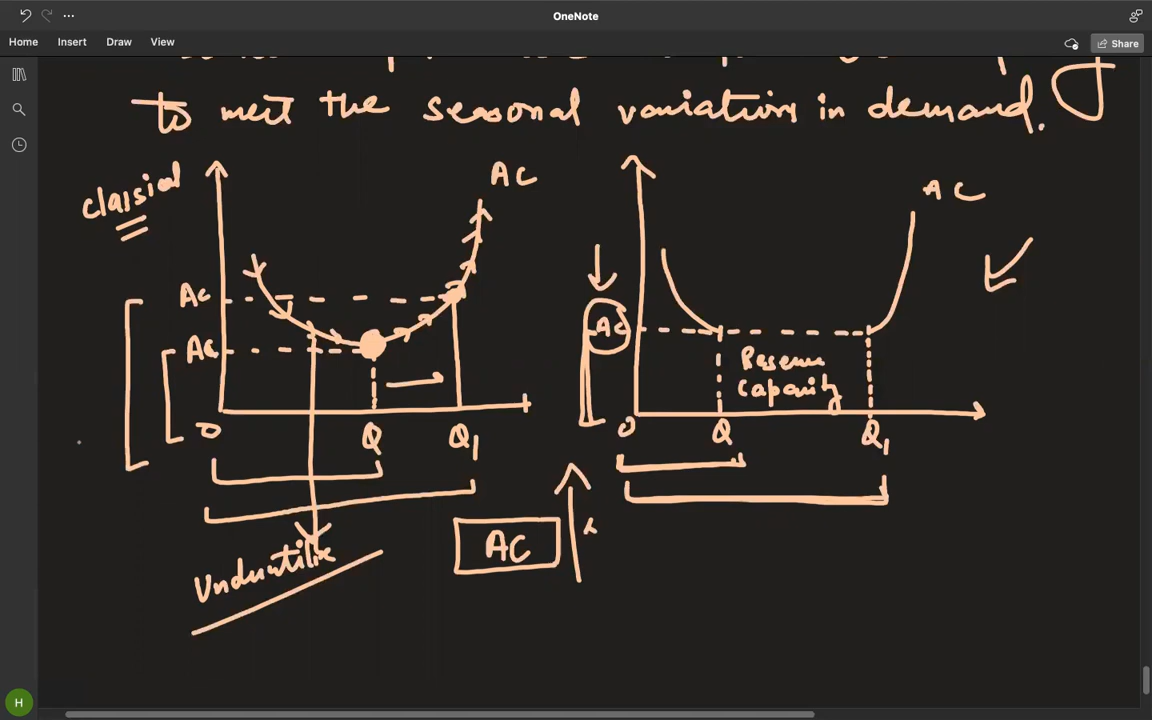 OneNote
Home Insert Draw View
Share
to meet the seasonal variation in demand.
classical
AC
AC
AC
AC
O
Q
Q1
Underutilize
AC
AC
Reserve
Capacity
O
Q
Q1
AC
H